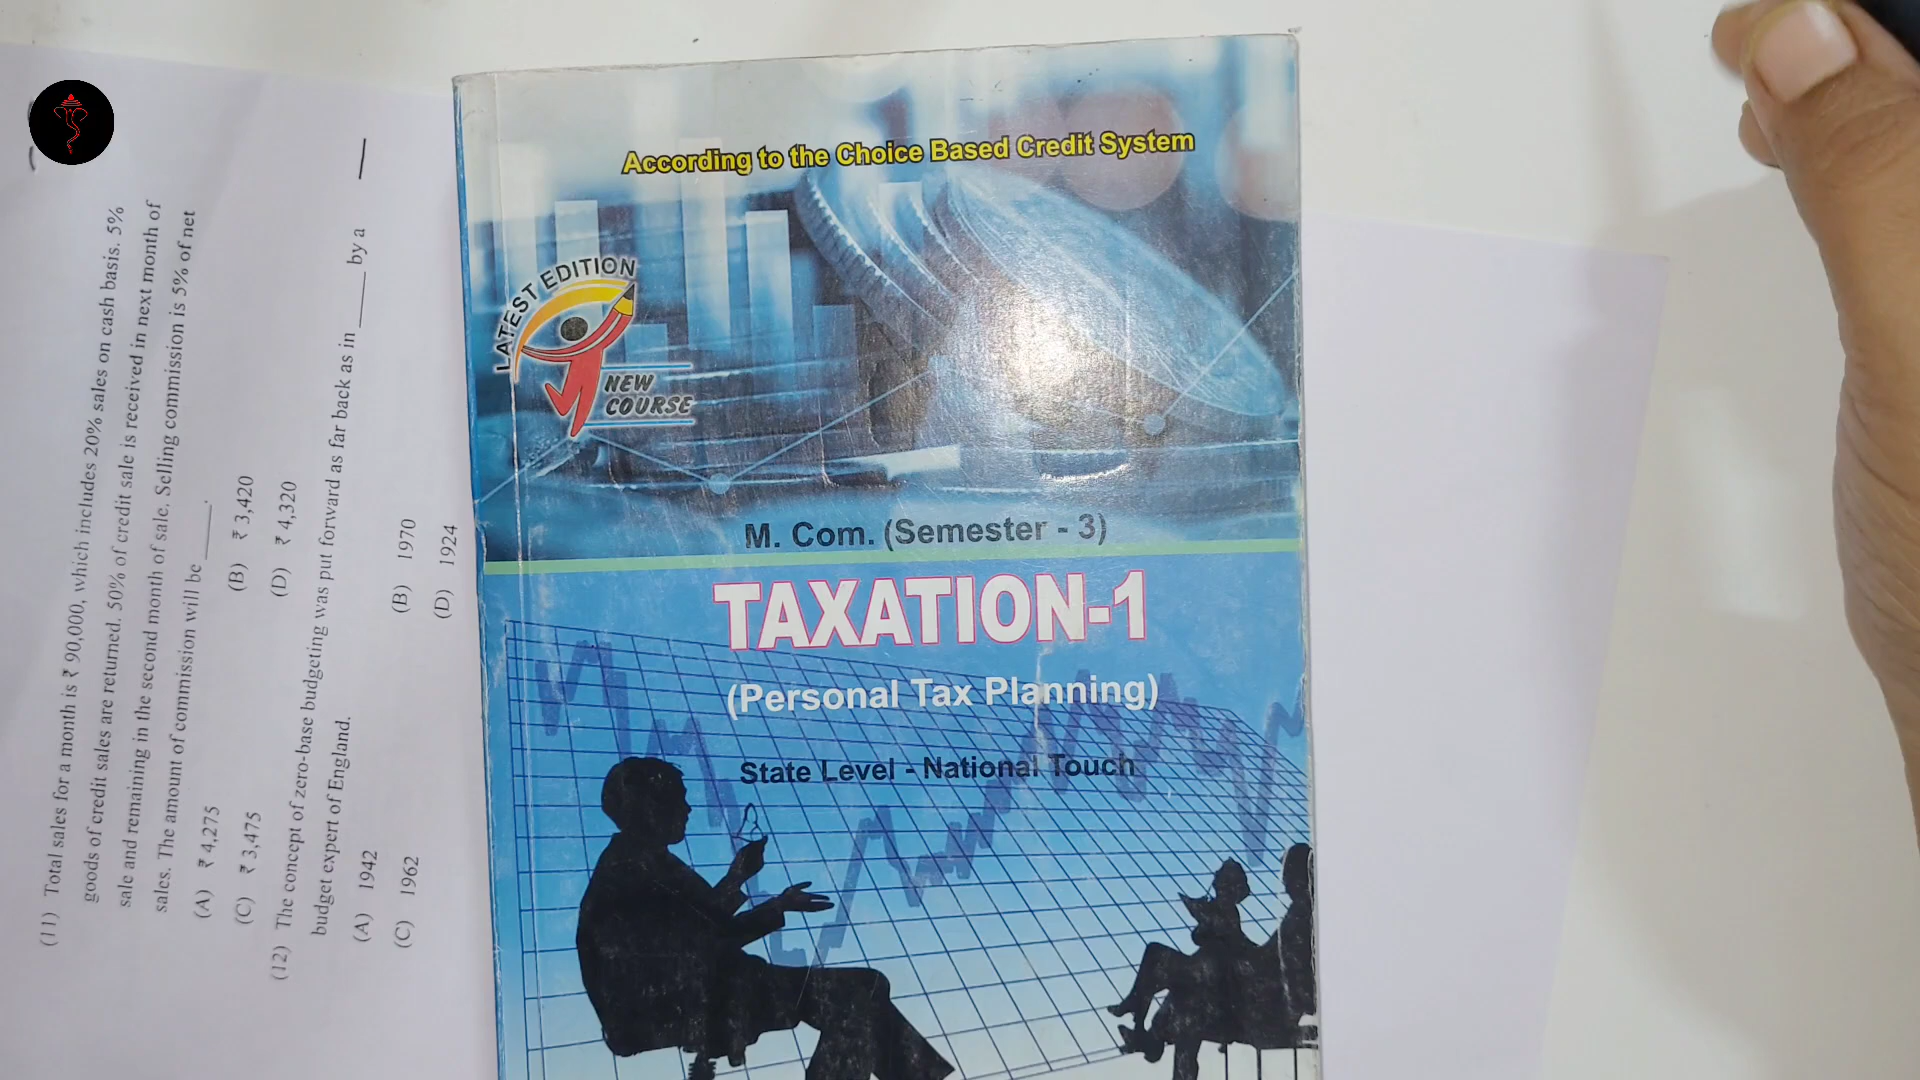 According to the Choice Based Credit System
LATEST EDITION
NEW
COURSE
M. Com. (Semester - 3)
TAXATION-1
(Personal Tax Planning)
State Level - National Touch
(11) Total sales for a month is ₹ 90,000, which includes 20% sales on cash basis. 5%
goods of credit sales are returned. 50% of credit sale is received in next month of
sale and remaining in the second month of sale. Selling commission is 5% of net
sales. The amount of commission will be ______.
(A) ₹ 4,275 (B) ₹ 3,420
(C) ₹ 3,475 (D) ₹ 4,320
(12) The concept of zero-base budgeting was put forward as far back as in ______ by a
budget expert of England.
(A) 1942 (B) 1970
(C) 1962 (D) 1924